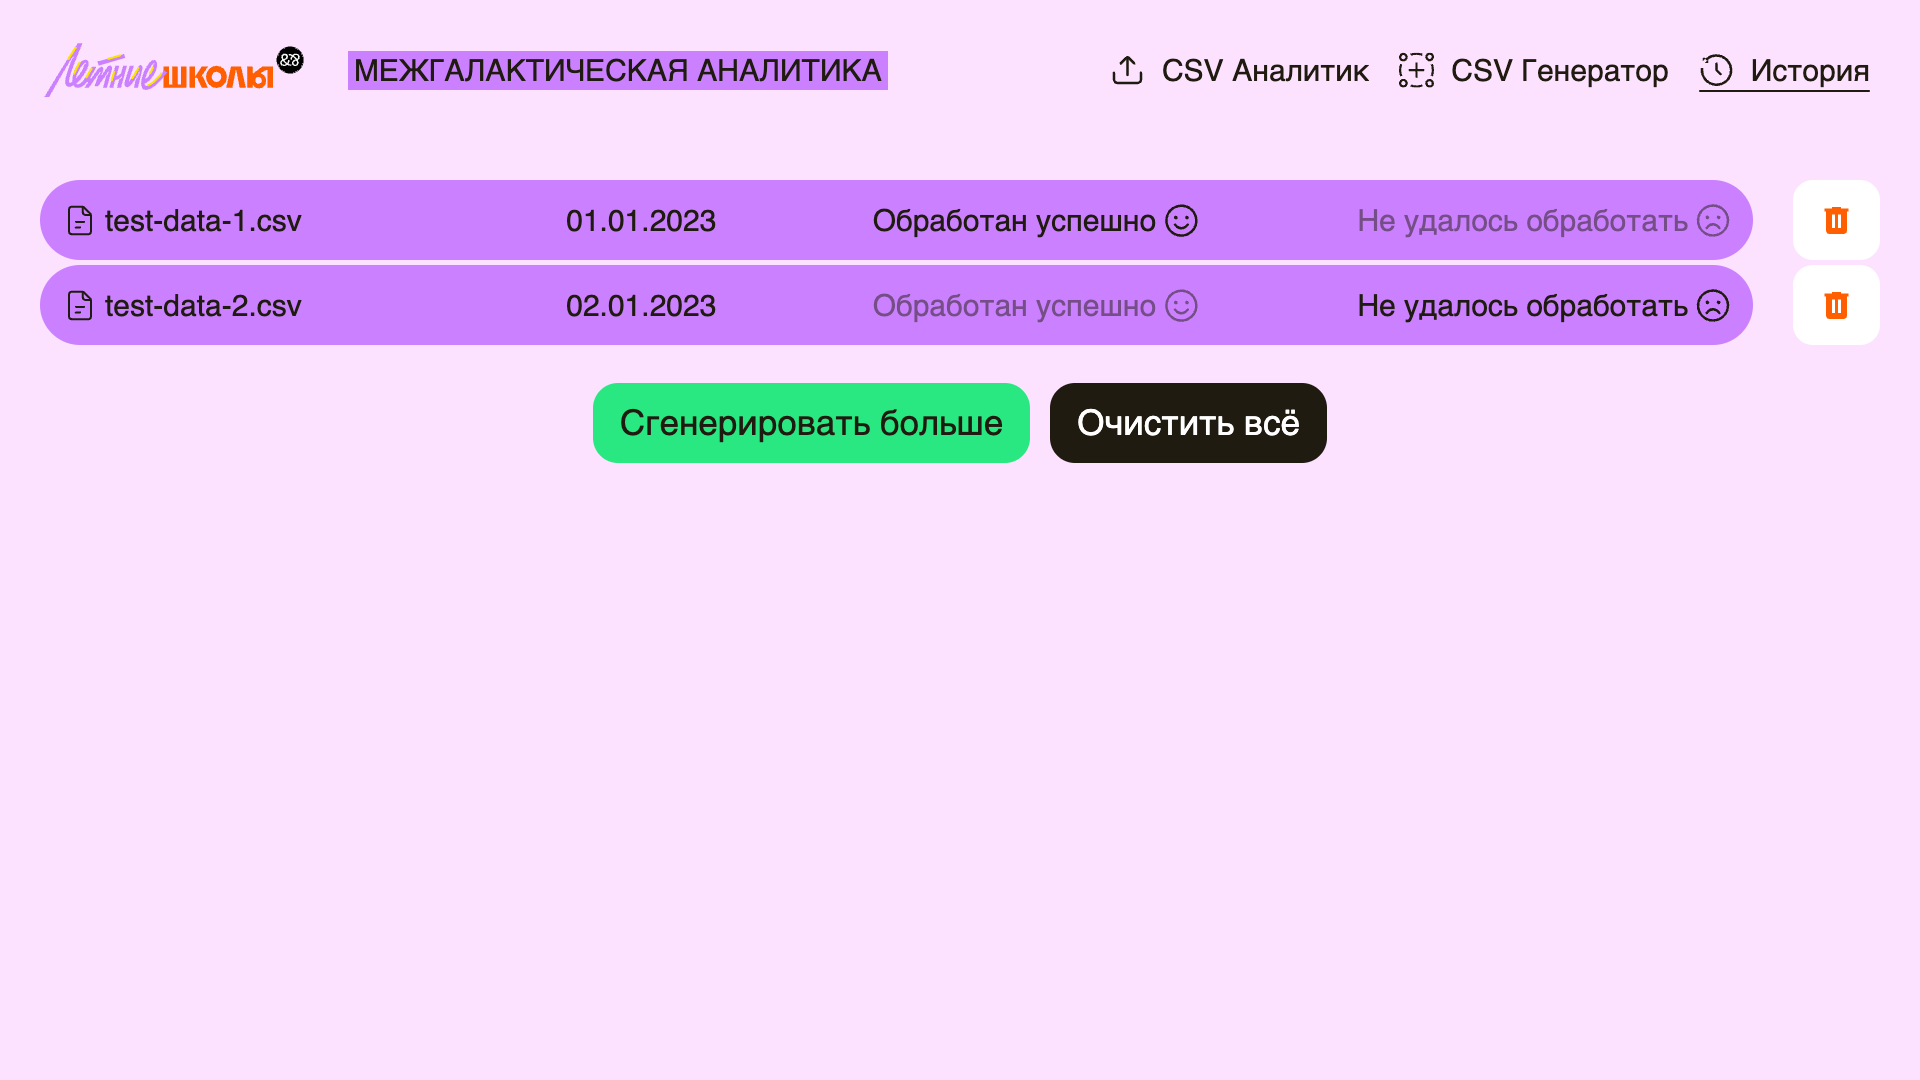 Летние школы
МЕЖГАЛАКТИЧЕСКАЯ АНАЛИТИКА
CSV Аналитик
CSV Генератор
История
test-data-1.csv 01.01.2023 Обработан успешно Не удалось обработать
test-data-2.csv 02.01.2023 Обработан успешно Не удалось обработать
Сгенерировать больше
Очистить всё